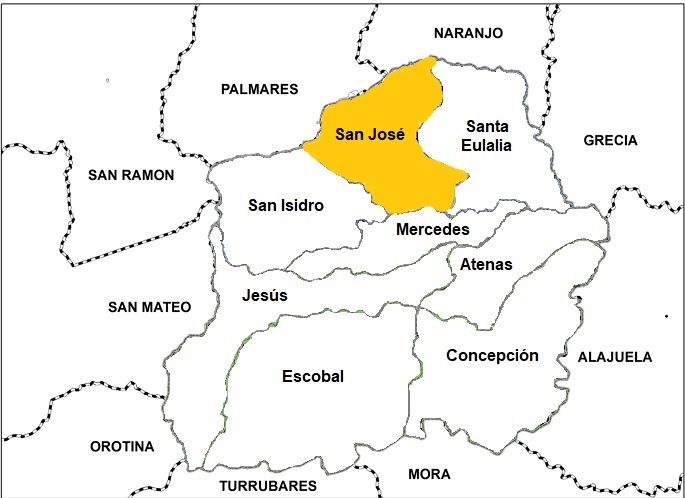 NARANJO
PALMARES
San José
Santa
Eulalia
GRECIA
SAN RAMON
San Isidro
Mercedes
Atenas
Jesús
SAN MATEO
Concepción
ALAJUELA
Escobal
OROTINA
MORA
TURRUBARES